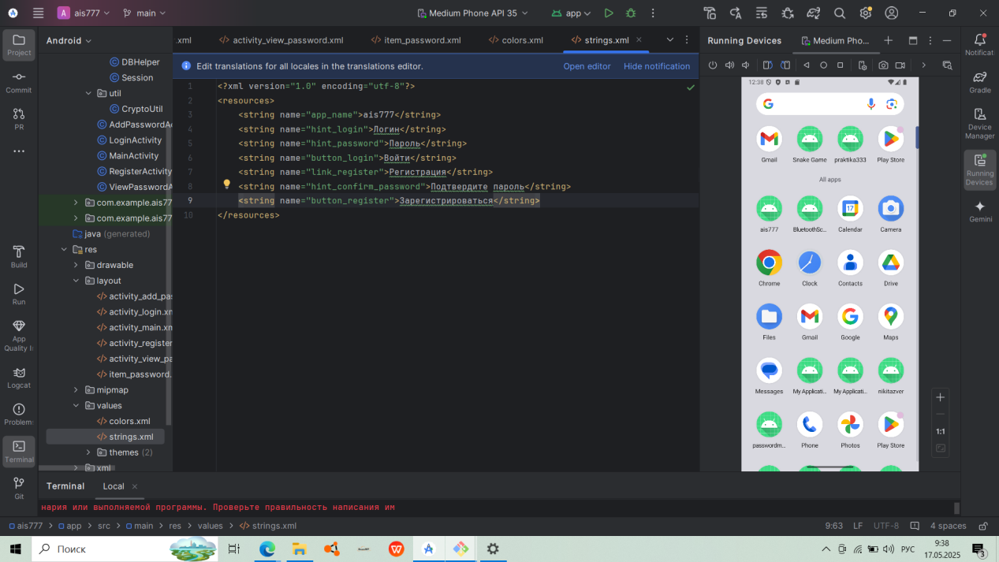 ais777
main
Medium Phone API 35
app
Android
.xml
activity_view_password.xml
item_password.xml
colors.xml
strings.xml
Running Devices
Medium Pho...
Project
Commit
PR
Build
Run
App
Quality I
Logcat
Problem
Terminal
Git
DBHelper
Session
util
CryptoUtil
AddPasswordA
LoginActivity
MainActivity
RegisterActivity
ViewPasswordA
com.example.ais77
com.example.ais77
java (generated)
res
drawable
layout
activity_add_pa
activity_login.xm
activity_main.xm
activity_register
activity_view_pa
item_password.
mipmap
values
colors.xml
strings.xml
themes (2)
xml
Edit translations for all locales in the translations editor.
Open editor
Hide notification
1 <?xml version="1.0" encoding="utf-8"?>
2 <resources>
3 <string name="app_name">ais777</string>
4 <string name="hint_login">Логин</string>
5 <string name="hint_password">Пароль</string>
6 <string name="button_login">Войти</string>
7 <string name="link_register">Регистрация</string>
8 <string name="hint_confirm_password">Подтвердите пароль</string>
9 <string name="button_register">Зарегистрироваться</string>
10 </resources>
12:38
Gmail
Snake Game
praktika333
Play Store
All apps
ais777
BluetoothSc...
Calendar
Camera
Chrome
Clock
Contacts
Drive
Files
Gmail
Google
Maps
Messages
My Applicati...
My Applicati...
nikitazver
passwordm...
Phone
Photos
Play Store
1:1
Notificat
Gradle
Device
Manager
Running
Devices
Gemini
Terminal
Local
нария или выполняемой программы. Проверьте правильность написания им
ais777 > app > src > main > res > values > strings.xml
9:63
LF
UTF-8
4 spaces
Поиск
РУС
9:38
17.05.2025
3